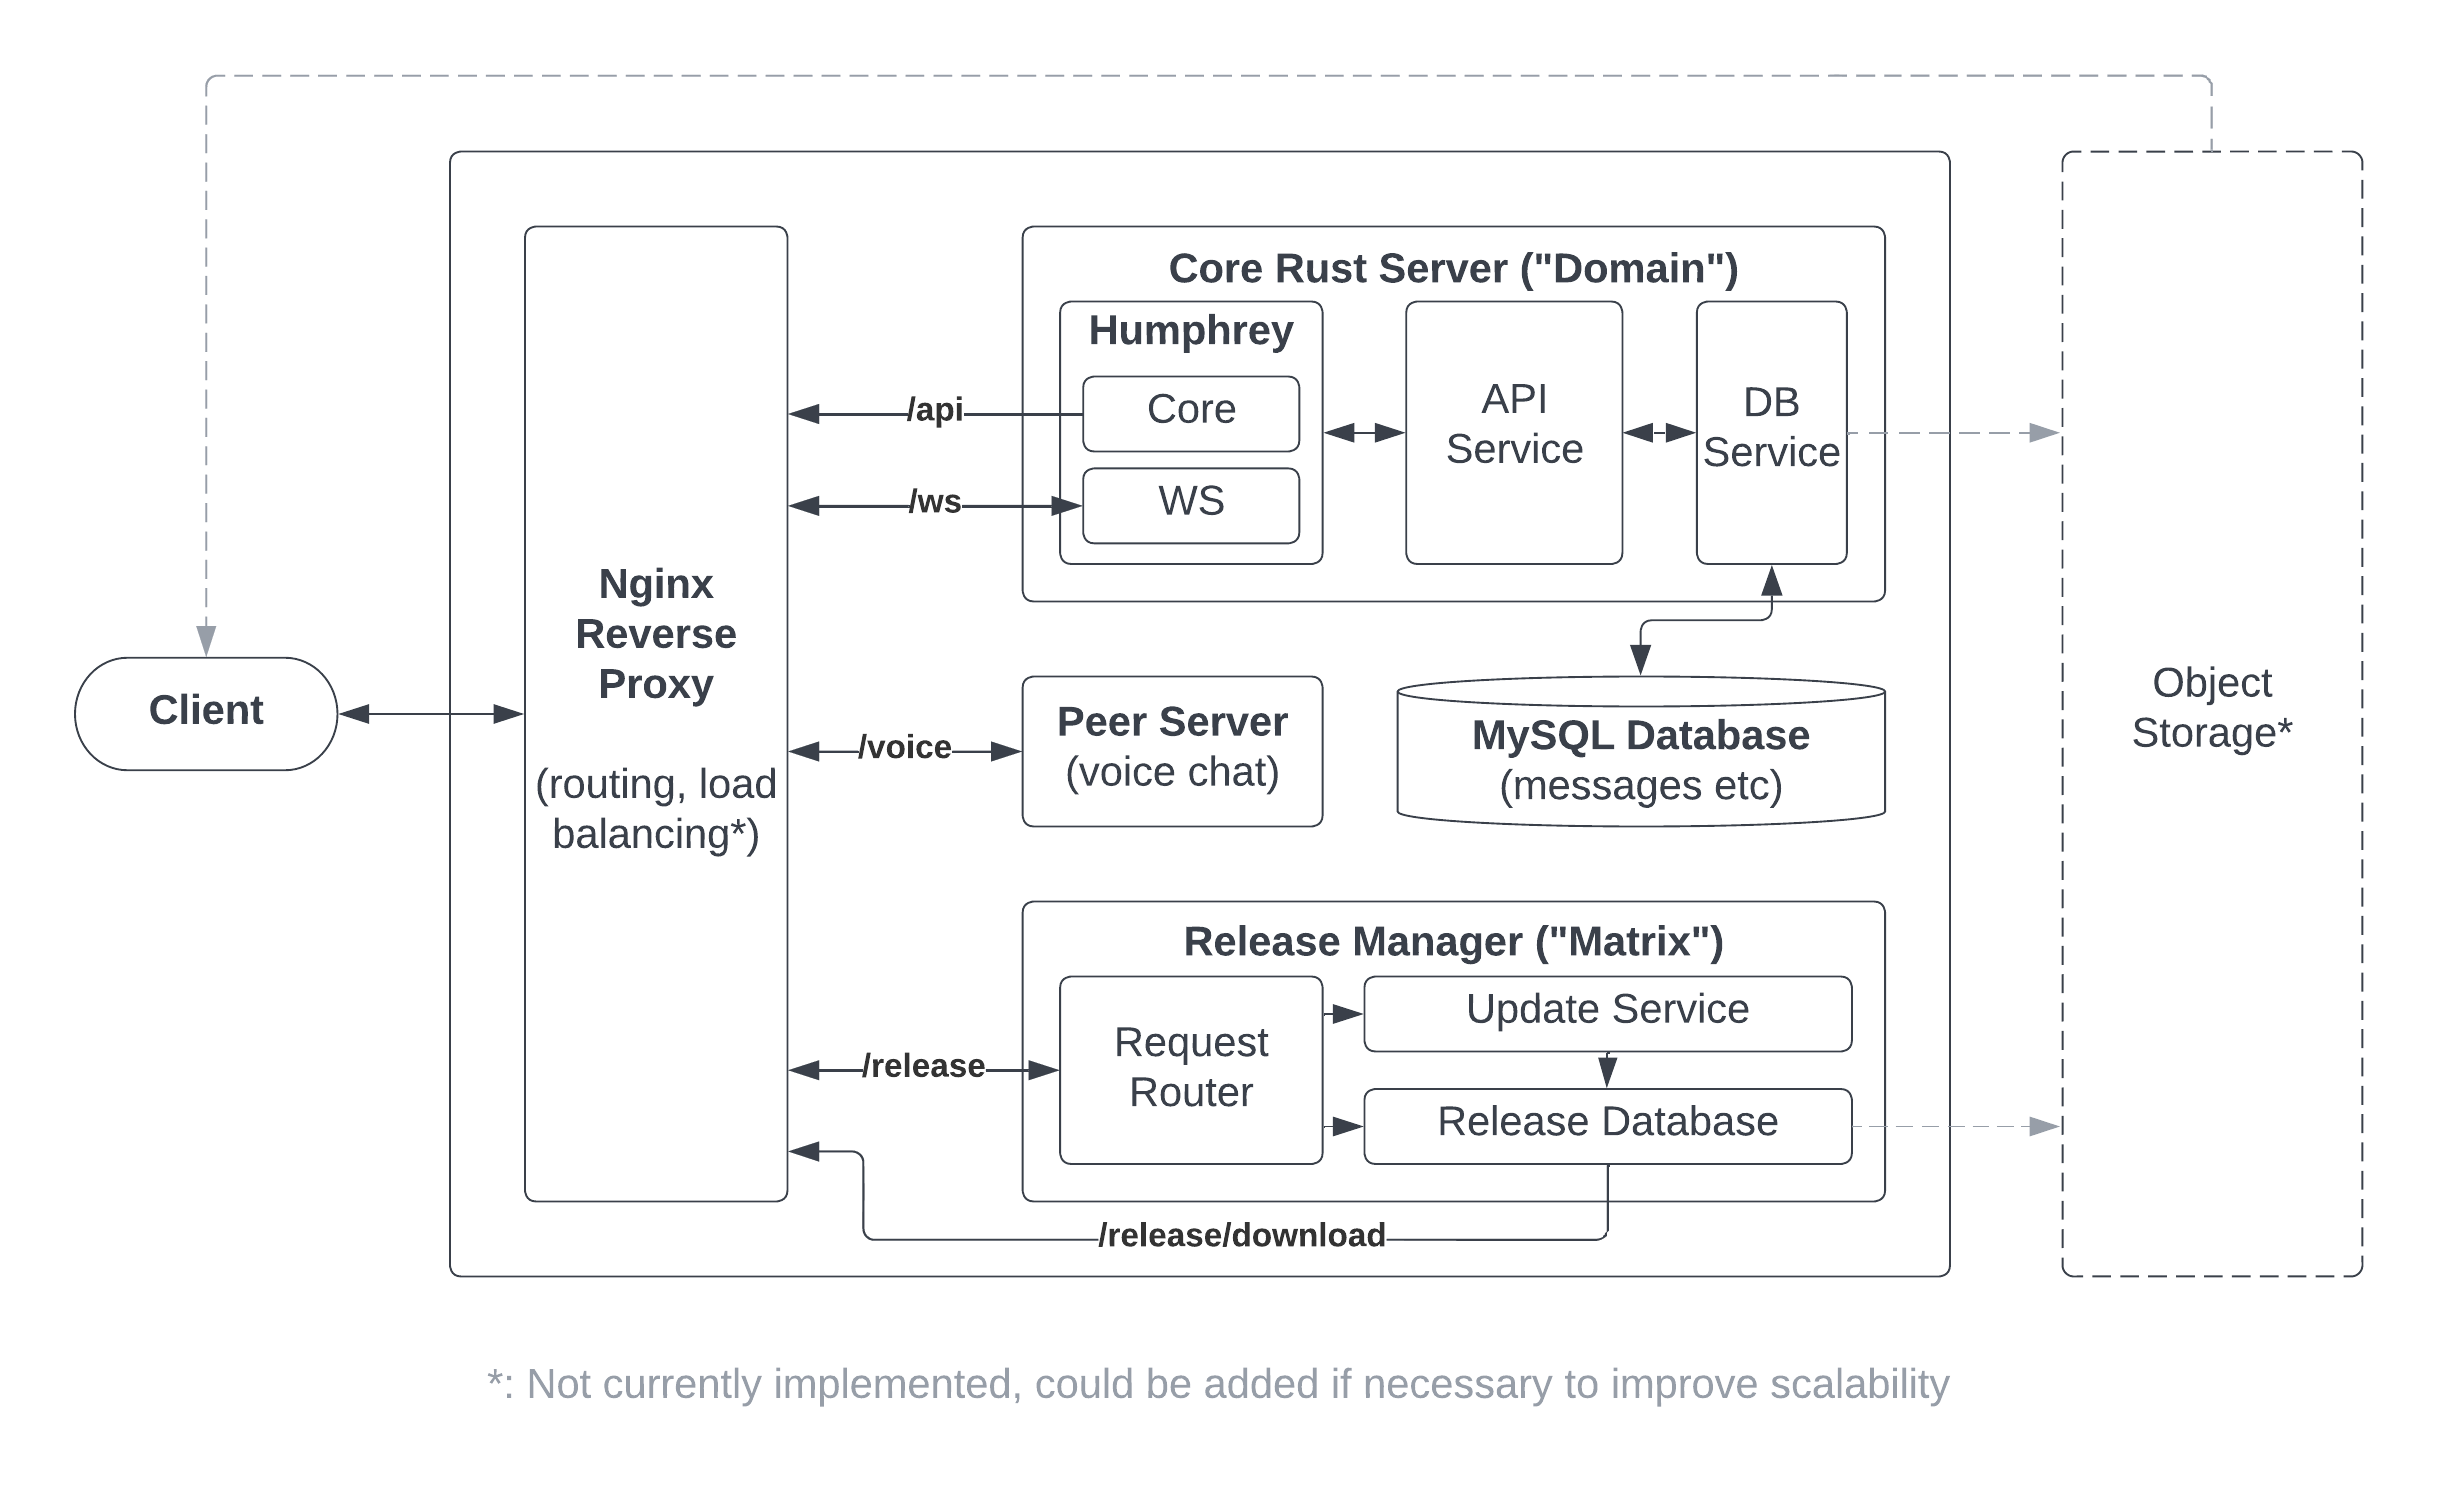 Core Rust Server ("Domain")
Humphrey
Core
WS
API
Service
DB
Service
/api
/ws
Nginx
Reverse
Proxy
(routing, load
balancing*)
Client
/voice
Peer Server
(voice chat)
MySQL Database
(messages etc)
Object
Storage*
Release Manager ("Matrix")
Request
Router
Update Service
Release Database
/release
/release/download
*: Not currently implemented, could be added if necessary to improve scalability